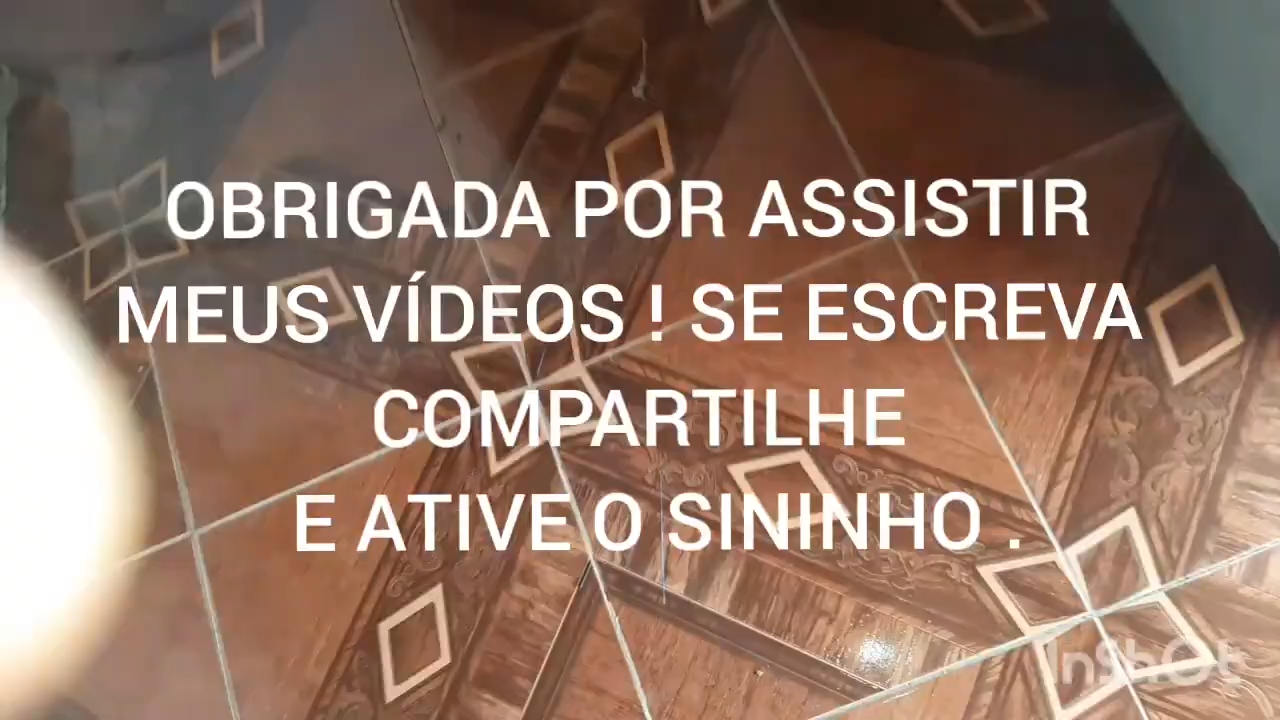 OBRIGADA POR ASSISTIR
MEUS VÍDEOS ! SE ESCREVA
COMPARTILHE
E ATIVE O SININHO .
InShOt